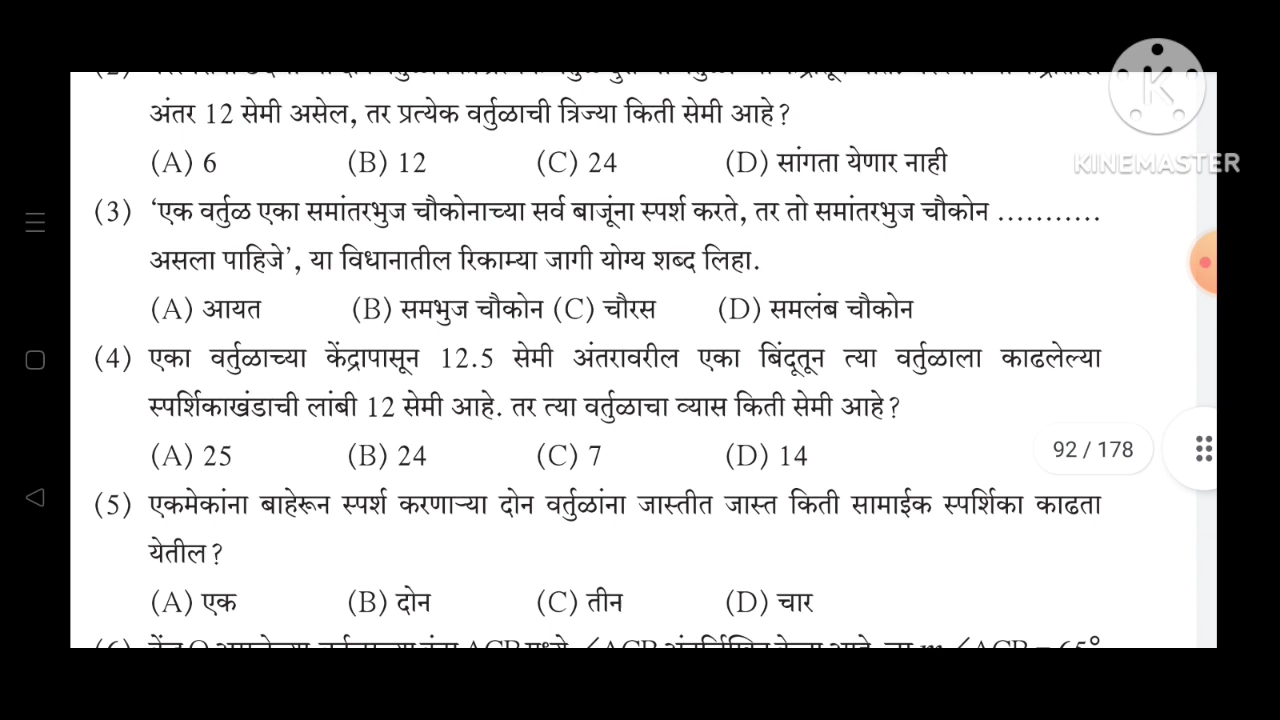 अंतर 12 सेमी असेल, तर प्रत्येक वर्तुळाची त्रिज्या किती सेमी आहे?
(A) 6 (B) 12 (C) 24 (D) सांगता येणार नाही
KINEMASTER
(3) ‘एक वर्तुळ एका समांतरभुज चौकोनाच्या सर्व बाजूंना स्पर्श करते, तर तो समांतरभुज चौकोन ...........
असला पाहिजे’, या विधानातील रिकाम्या जागी योग्य शब्द लिहा.
(A) आयत (B) समभुज चौकोन (C) चौरस (D) समलंब चौकोन
(4) एका वर्तुळाच्या केंद्रापासून 12.5 सेमी अंतरावरील एका बिंदूतून त्या वर्तुळाला काढलेल्या
स्पर्शिकाखंडाची लांबी 12 सेमी आहे. तर त्या वर्तुळाचा व्यास किती सेमी आहे?
(A) 25 (B) 24 (C) 7 (D) 14
92 / 178
(5) एकमेकांना बाहेरून स्पर्श करणाऱ्या दोन वर्तुळांना जास्तीत जास्त किती सामाईक स्पर्शिका काढता
येतील?
(A) एक (B) दोन (C) तीन (D) चार